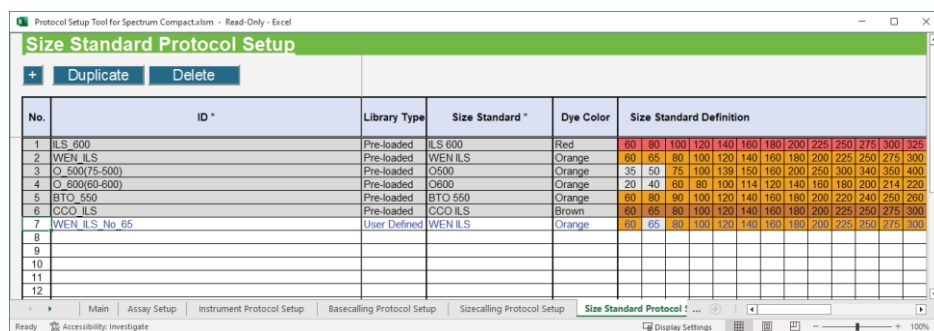 Protocol Setup Tool for Spectrum Compact.xlsm - Read-Only - Excel
Size Standard Protocol Setup
+ Duplicate Delete
No. ID * Library Type Size Standard * Dye Color Size Standard Definition
1 ILS_600 Pre-loaded ILS 600 Red 60 80 100 120 140 160 180 200 225 250 275 300 325
2 WEN_ILS Pre-loaded WEN ILS Orange 60 65 80 100 120 140 160 180 200 225 250 275 300
3 O_500(75-500) Pre-loaded O500 Orange 35 50 75 100 139 150 160 200 250 300 340 350 400
4 O_600(60-600) Pre-loaded O600 Orange 20 40 60 80 100 114 120 140 160 180 200 214 220
5 BTO_550 Pre-loaded BTO 550 Orange 60 80 90 100 120 140 160 180 200 220 240 250 260
6 CCO_ILS Pre-loaded CCO ILS Brown 60 65 80 100 120 140 160 180 200 225 250 275 300
7 WEN_ILS_No_65 User Defined WEN ILS Orange 60 65 80 100 120 140 160 180 200 225 250 275 300
8
9
10
11
12
Main Assay Setup Instrument Protocol Setup Basecalling Protocol Setup Sizecalling Protocol Setup Size Standard Protocol S ...
Ready Accessibility: Investigate Display Settings 100%